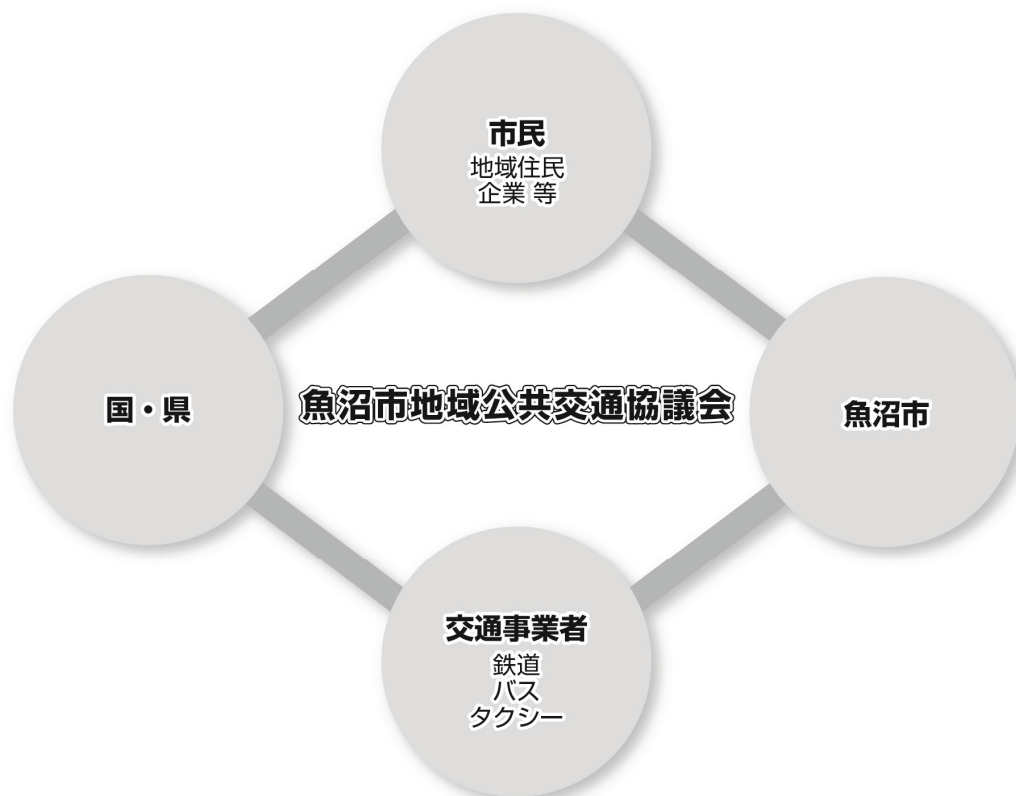 市民
地域住民
企業 等
国・県
魚沼市地域公共交通協議会
魚沼市
交通事業者
鉄道
バス
タクシー